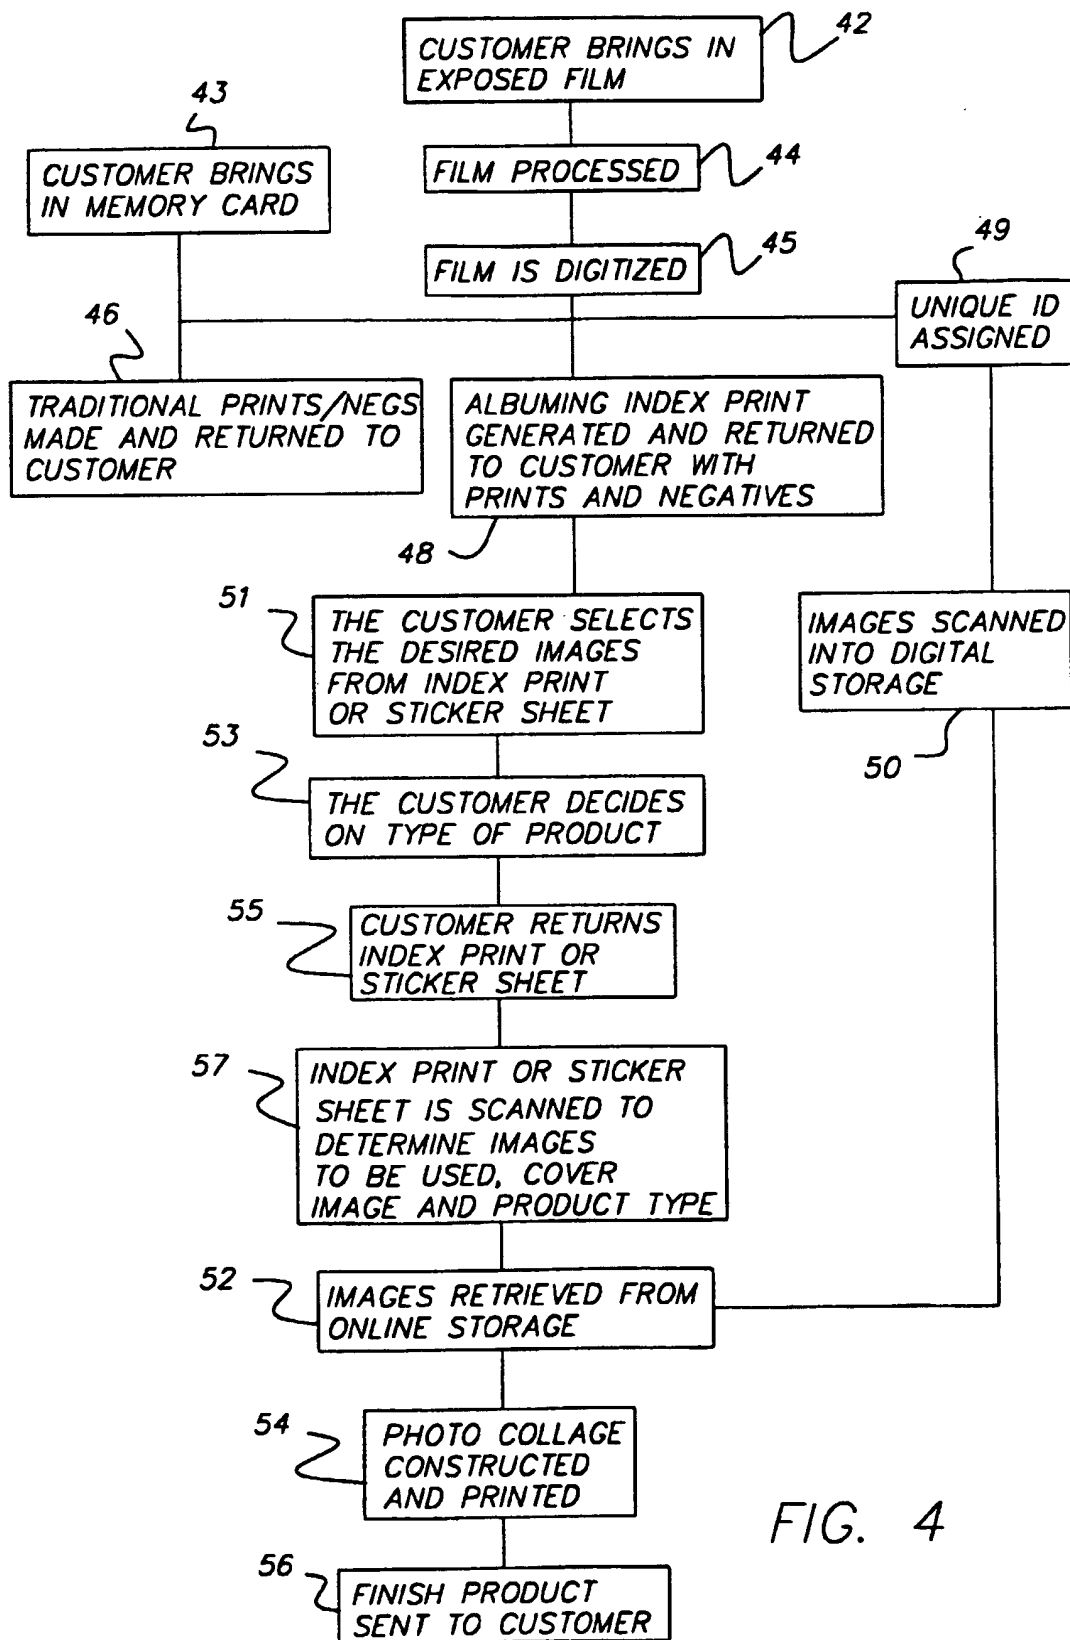 42
CUSTOMER BRINGS IN
EXPOSED FILM
43
CUSTOMER BRINGS
IN MEMORY CARD
44
FILM PROCESSED
45
FILM IS DIGITIZED
49
UNIQUE ID
ASSIGNED
46
TRADITIONAL PRINTS/NEGS
MADE AND RETURNED TO
CUSTOMER
ALBUMING INDEX PRINT
GENERATED AND RETURNED
TO CUSTOMER WITH
PRINTS AND NEGATIVES
48
51
THE CUSTOMER SELECTS
THE DESIRED IMAGES
FROM INDEX PRINT
OR STICKER SHEET
IMAGES SCANNED
INTO DIGITAL
STORAGE
50
53
THE CUSTOMER DECIDES
ON TYPE OF PRODUCT
55
CUSTOMER RETURNS
INDEX PRINT OR
STICKER SHEET
57
INDEX PRINT OR STICKER
SHEET IS SCANNED TO
DETERMINE IMAGES
TO BE USED, COVER
IMAGE AND PRODUCT TYPE
52
IMAGES RETRIEVED FROM
ONLINE STORAGE
54
PHOTO COLLAGE
CONSTRUCTED
AND PRINTED
56
FINISH PRODUCT
SENT TO CUSTOMER
FIG. 4